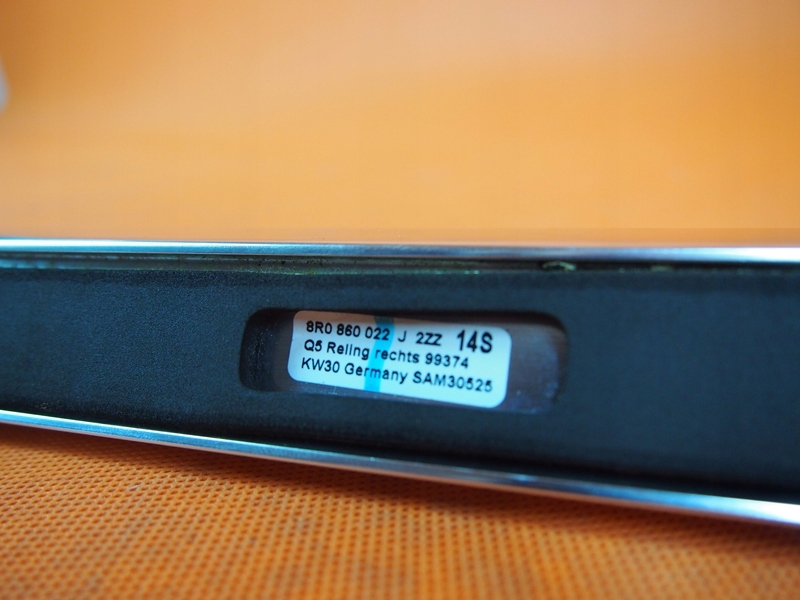 8R0 860 022 J 2ZZ 14S
Q5 Reling rechts 99374
KW30 Germany SAM30525